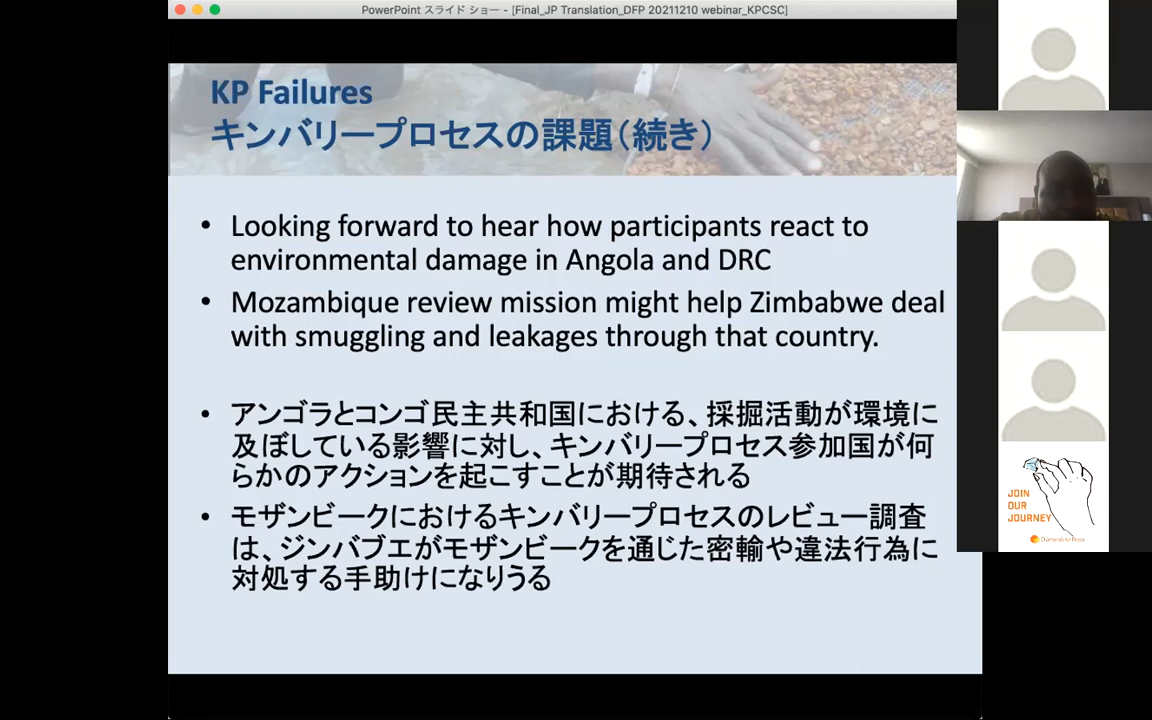 PowerPoint スライド ショー - [Final_JP Translation_DFP 20211210 webinar_KPCSC]
KP Failures
キンバリープロセスの課題（続き）
• Looking forward to hear how participants react to
environmental damage in Angola and DRC
• Mozambique review mission might help Zimbabwe deal
with smuggling and leakages through that country.
• アンゴラとコンゴ民主共和国における、採掘活動が環境に
及ぼしている影響に対し、キンバリープロセス参加国が何
らかのアクションを起こすことが期待される
• モザンビークにおけるキンバリープロセスのレビュー調査
は、ジンバブエがモザンビークを通じた密輸や違法行為に
対処する手助けになりうる
JOIN
OUR
JOURNEY